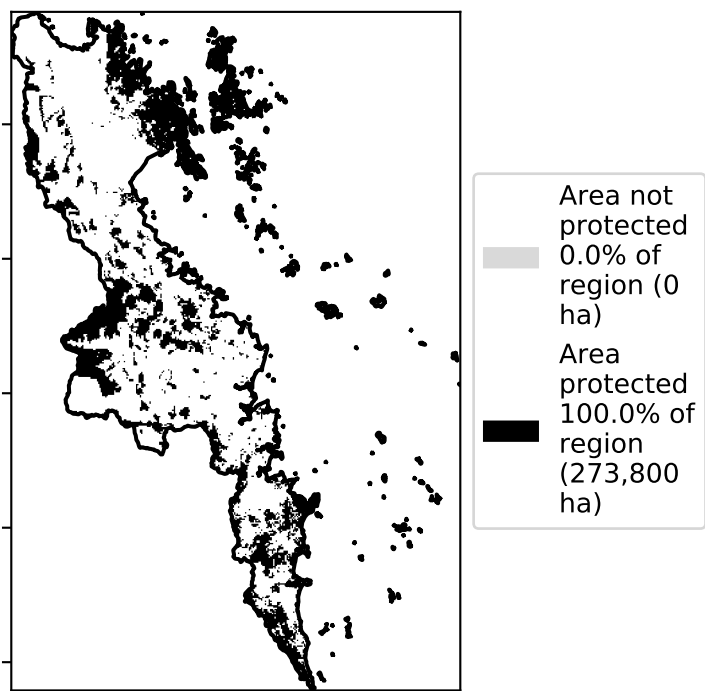 Area not
protected
0.0% of
region (0
ha)
Area
protected
100.0% of
region
(273,800
ha)